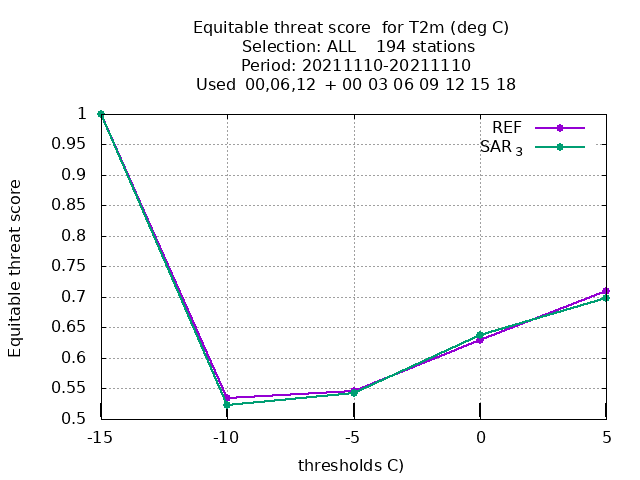 Equitable threat score  for T2m (deg C)
Selection: ALL    194 stations
Period: 20211110-20211110
Used  00,06,12  + 00 03 06 09 12 15 18
REF
SAR 3
1
0.95
0.9
0.85
0.8
0.75
0.7
0.65
0.6
0.55
0.5
Equitable threat score
-15 -10 -5 0 5
thresholds C)